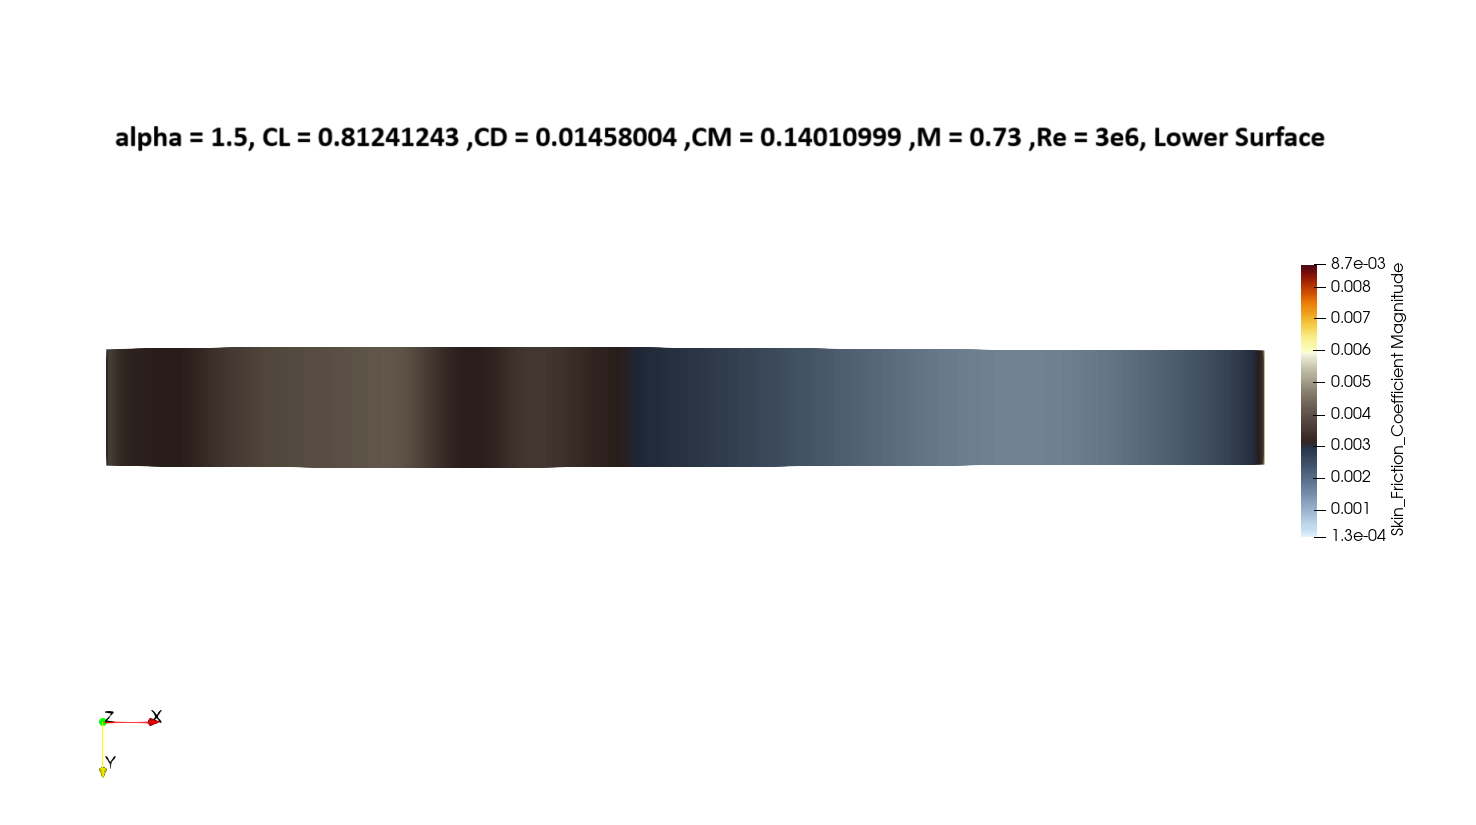 alpha = 1.5, CL = 0.81241243 ,CD = 0.01458004 ,CM = 0.14010999 ,M = 0.73 ,Re = 3e6, Lower Surface
8.7e-03
0.008
0.007
0.006
0.005
0.004
0.003
0.002
0.001
1.3e-04
Skin_Friction_Coefficient Magnitude
Z
X
Y